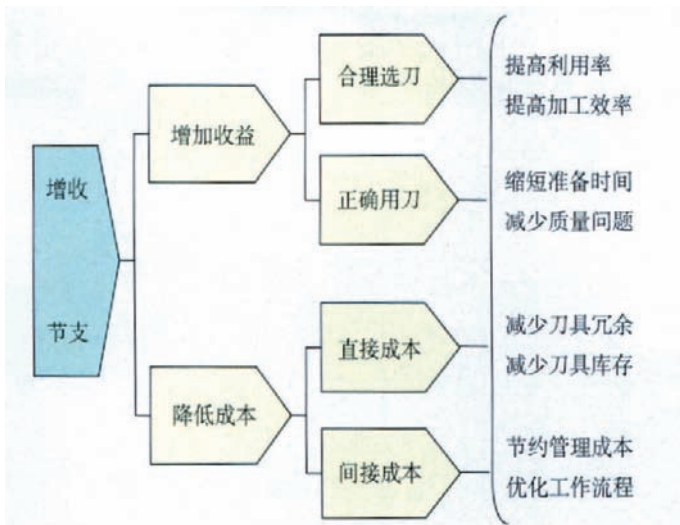 增收
节支
增加收益
降低成本
合理选刀
正确用刀
直接成本
间接成本
提高利用率
提高加工效率
缩短准备时间
减少质量问题
减少刀具冗余
减少刀具库存
节约管理成本
优化工作流程